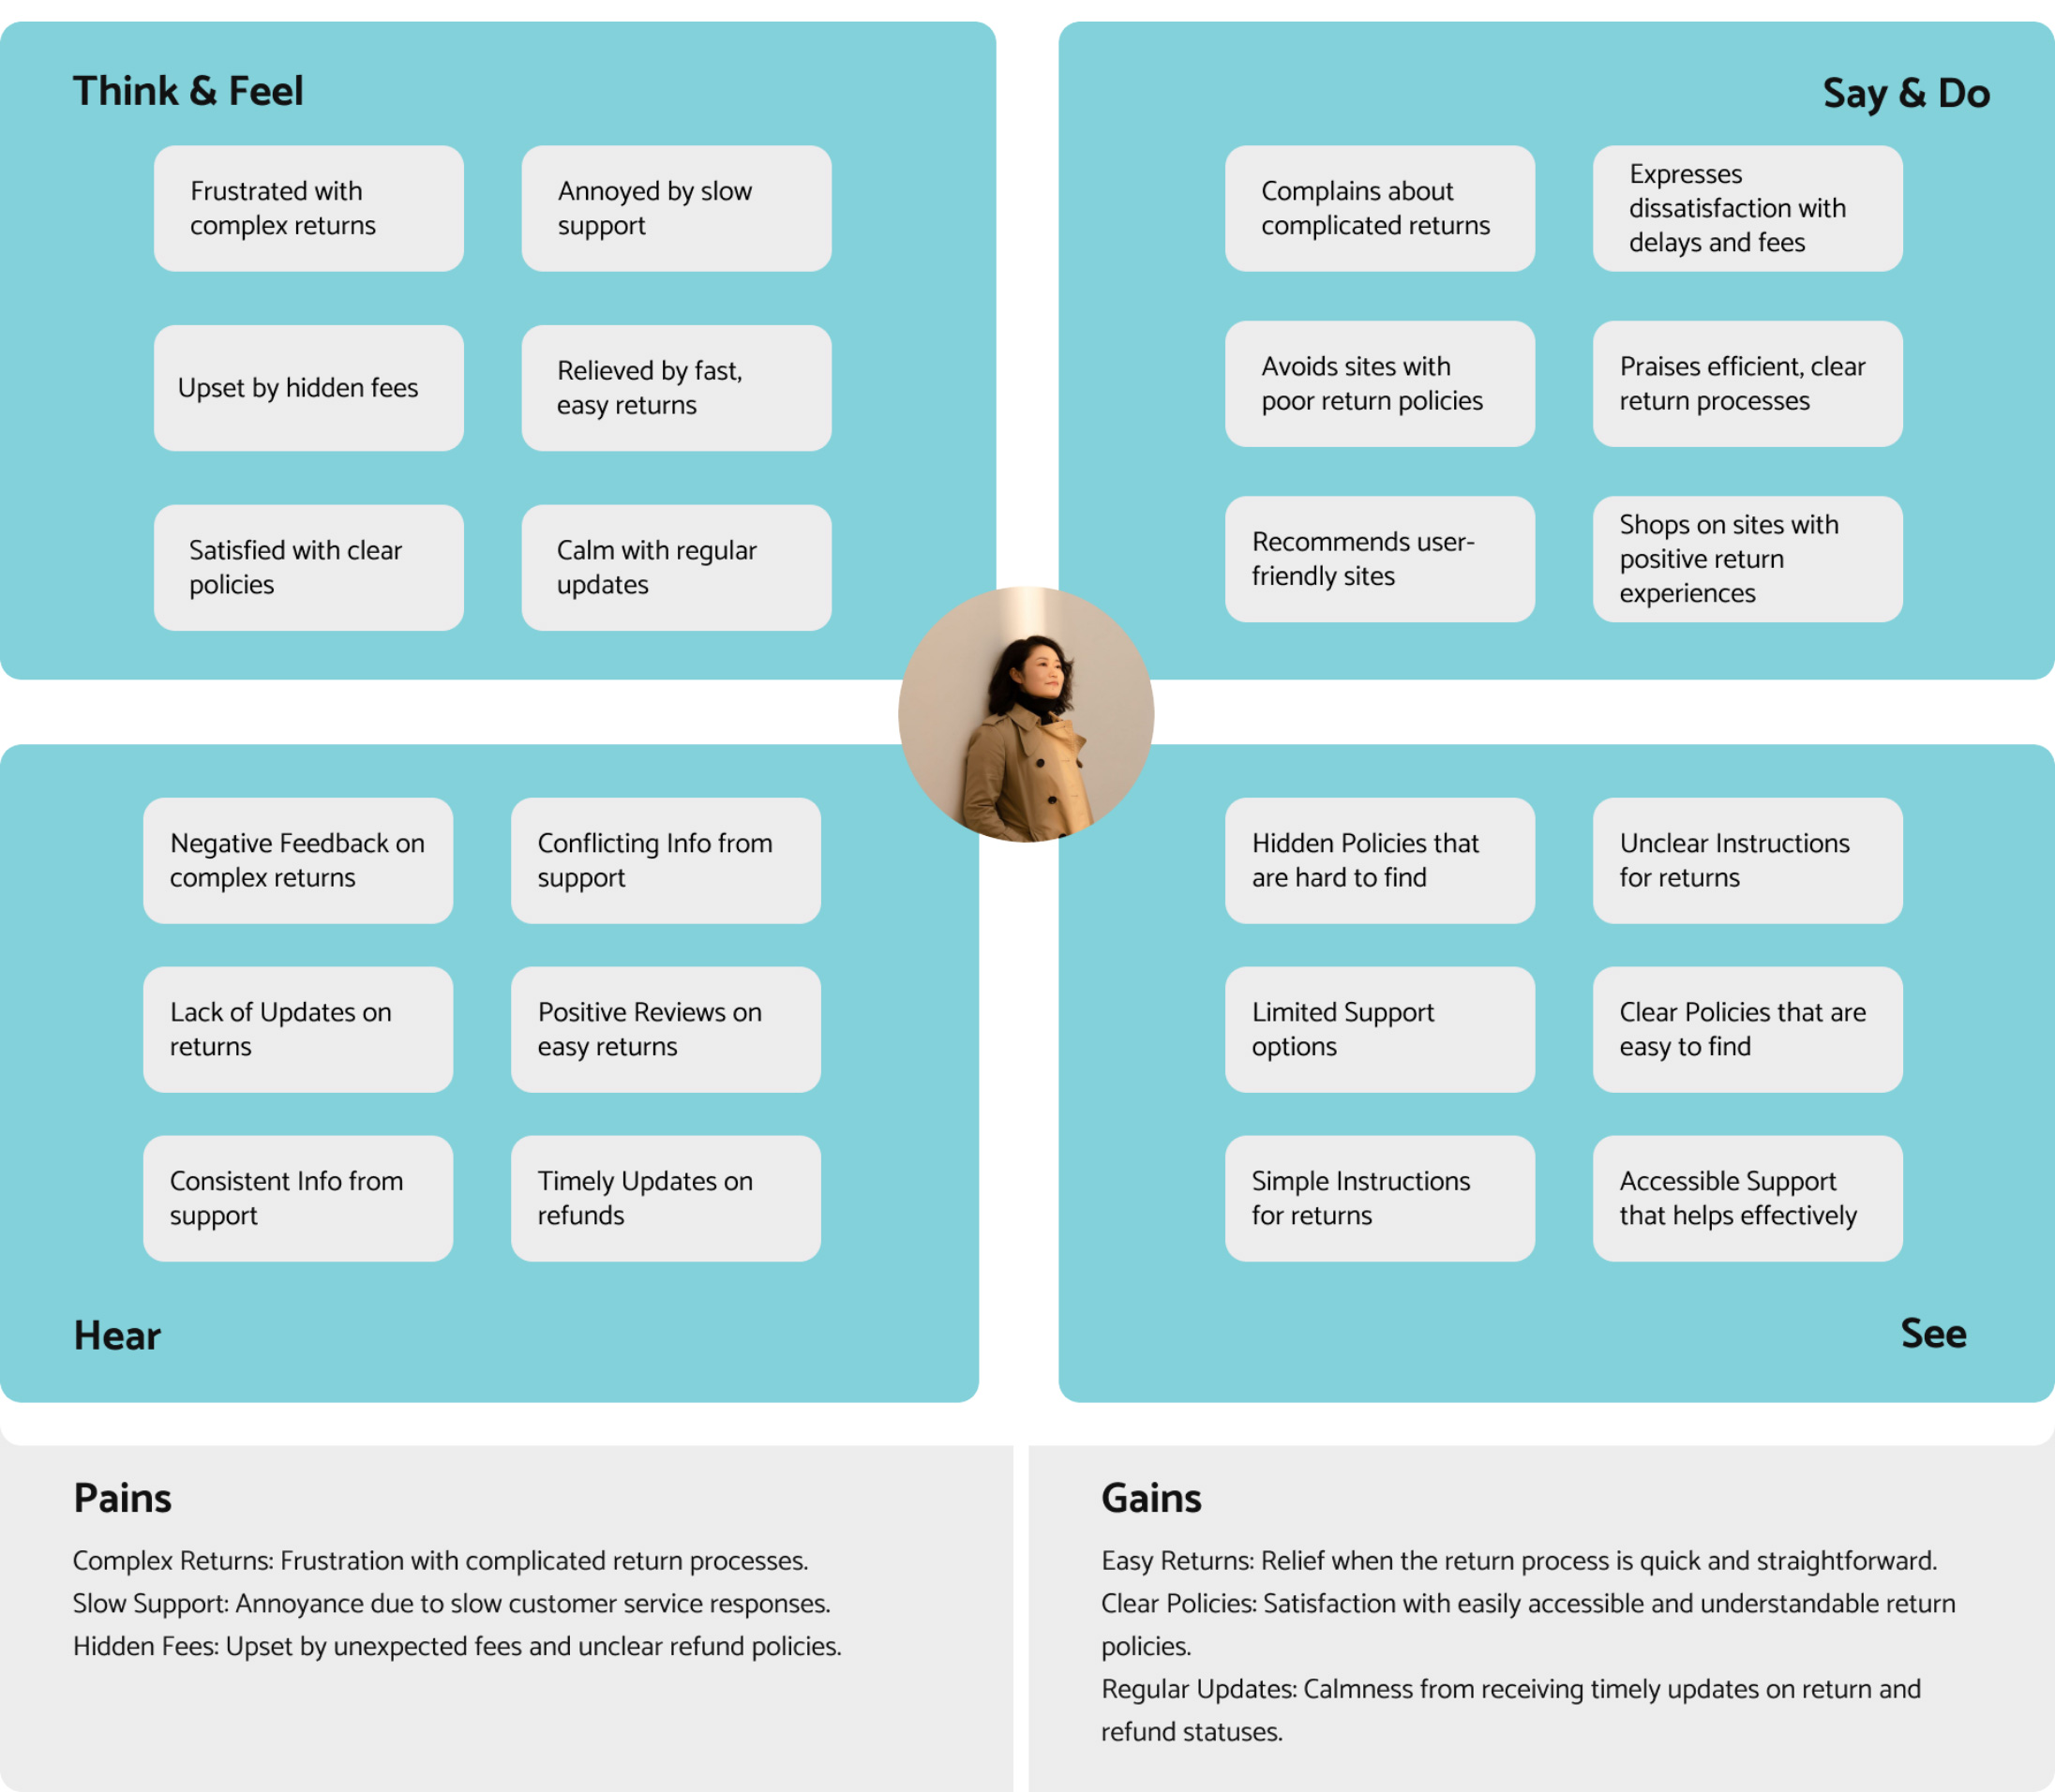 Think & Feel
Frustrated with
complex returns
Annoyed by slow
support
Upset by hidden fees
Relieved by fast,
easy returns
Satisfied with clear
policies
Calm with regular
updates
Say & Do
Complains about
complicated returns
Expresses
dissatisfaction with
delays and fees
Avoids sites with
poor return policies
Praises efficient, clear
return processes
Recommends user-
friendly sites
Shops on sites with
positive return
experiences
Negative Feedback on
complex returns
Conflicting Info from
support
Lack of Updates on
returns
Positive Reviews on
easy returns
Consistent Info from
support
Timely Updates on
refunds
Hear
Hidden Policies that
are hard to find
Unclear Instructions
for returns
Limited Support
options
Clear Policies that are
easy to find
Simple Instructions
for returns
Accessible Support
that helps effectively
See
Pains
Complex Returns: Frustration with complicated return processes.
Slow Support: Annoyance due to slow customer service responses.
Hidden Fees: Upset by unexpected fees and unclear refund policies.
Gains
Easy Returns: Relief when the return process is quick and straightforward.
Clear Policies: Satisfaction with easily accessible and understandable return
policies.
Regular Updates: Calmness from receiving timely updates on return and
refund statuses.